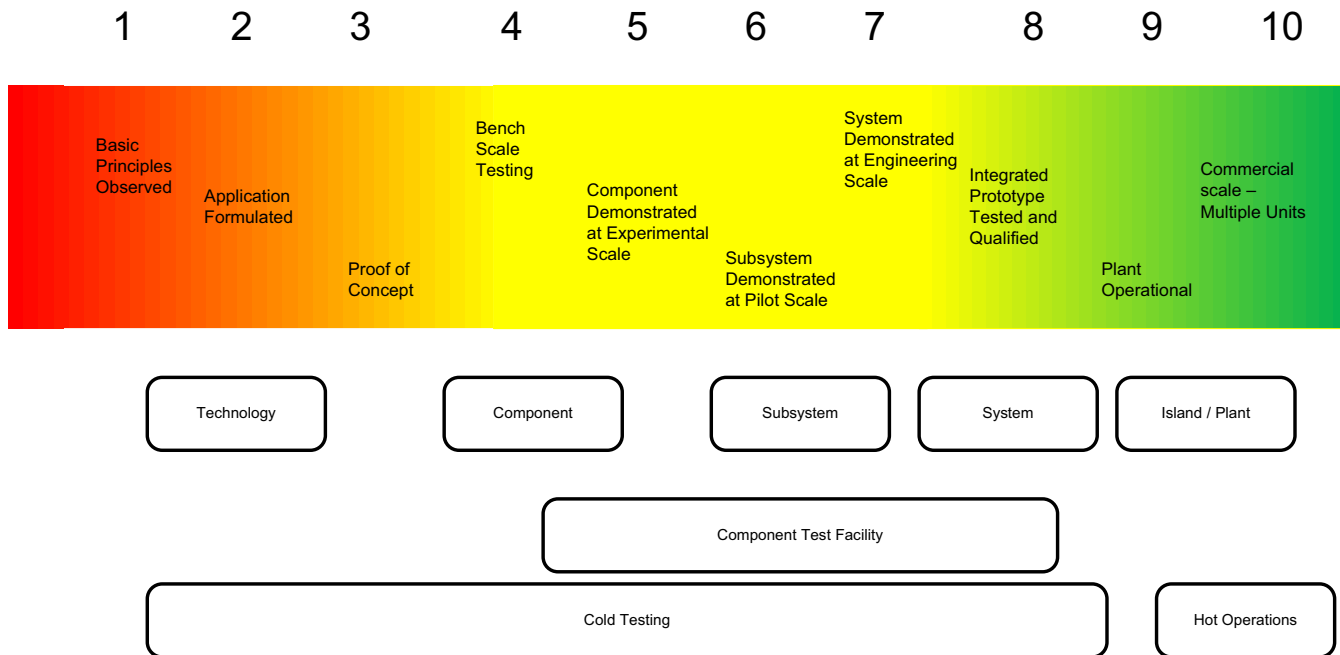 1 2 3 4 5 6 7 8 9 10
Basic
Principles
Observed
Application
Formulated
Proof of
Concept
Bench
Scale
Testing
Component
Demonstrated
at Experimental
Scale
Subsystem
Demonstrated
at Pilot Scale
System
Demonstrated
at Engineering
Scale
Integrated
Prototype
Tested and
Qualified
Plant
Operational
Commercial
scale –
Multiple Units
Technology
Component
Subsystem
System
Island / Plant
Component Test Facility
Cold Testing
Hot Operations